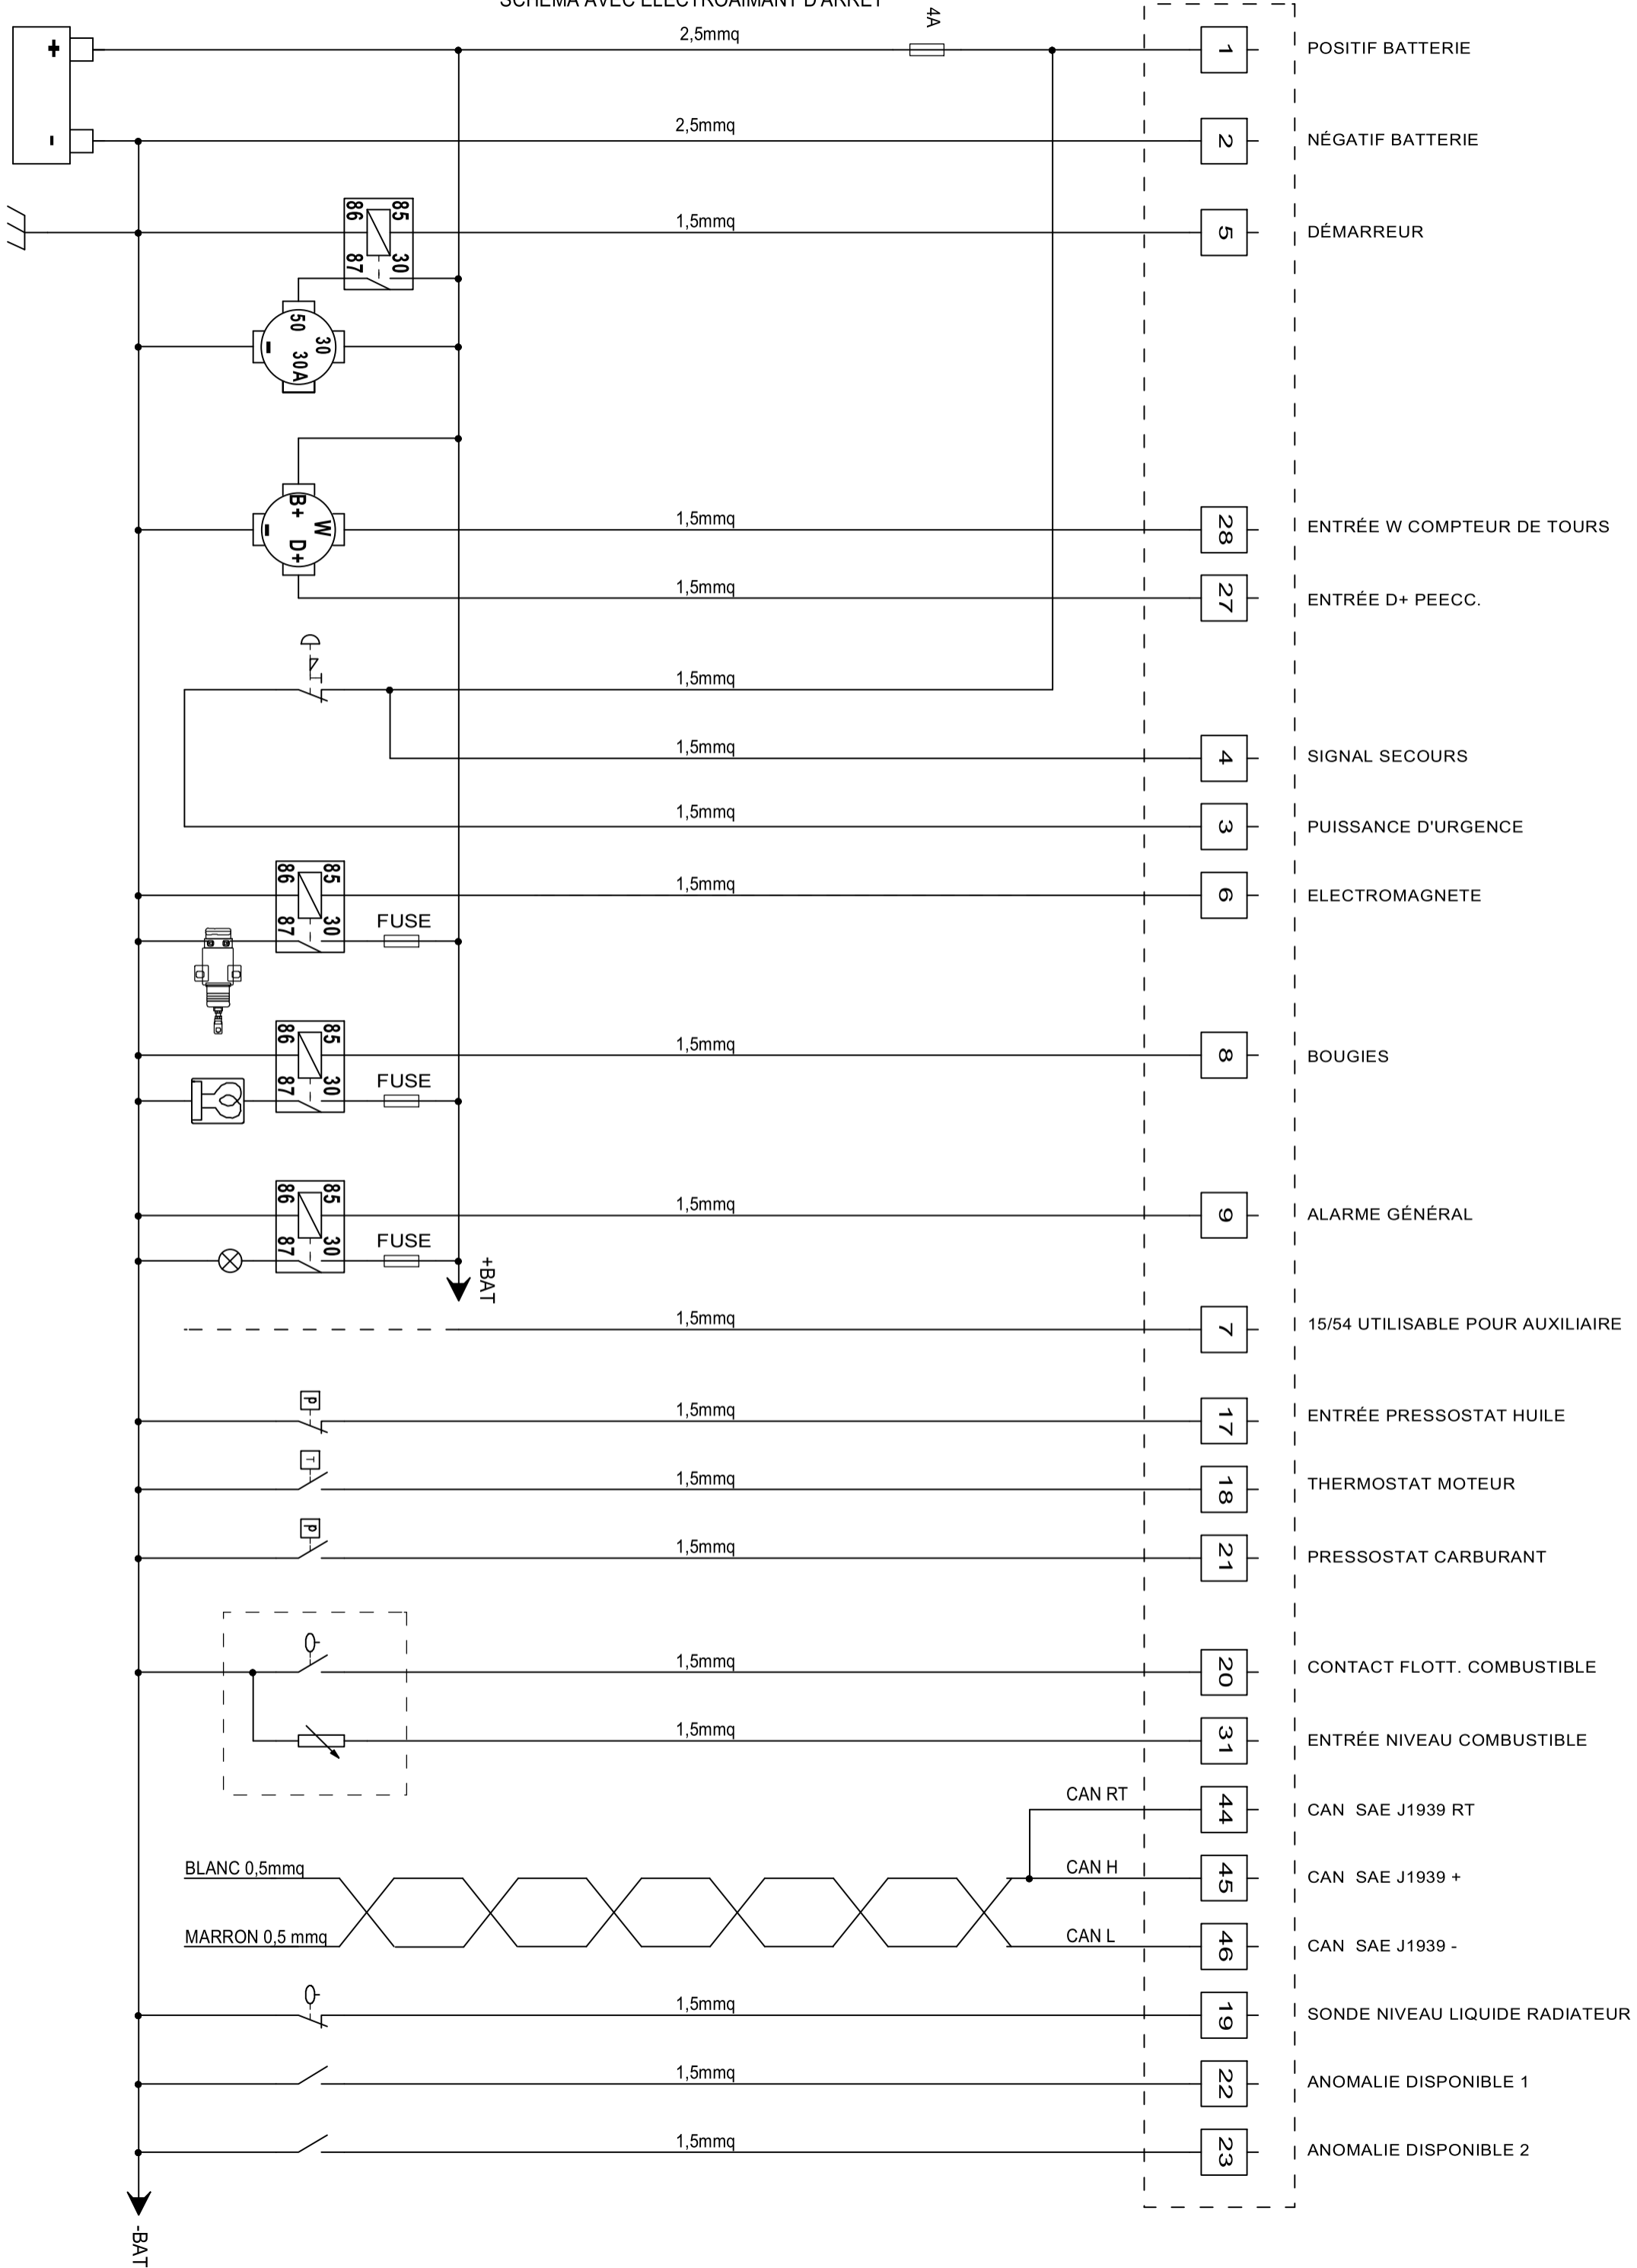 SCHÉMA AVEC ÉLECTROAIMANT D'ARRÊT
4A
+ 2,5mmq 1 POSITIF BATTERIE
- 2,5mmq 2 NÉGATIF BATTERIE
86 85
1,5mmq 5 DÉMARREUR
87 30
50 30
- 30A
B+ W
- D+
1,5mmq 28 ENTRÉE W COMPTEUR DE TOURS
1,5mmq 27 ENTRÉE D+ PEECC.
1,5mmq
1,5mmq 4 SIGNAL SECOURS
1,5mmq 3 PUISSANCE D'URGENCE
86 85
1,5mmq 6 ELECTROMAGNETE
87 30 FUSE
86 85
1,5mmq 8 BOUGIES
87 30 FUSE
86 85
1,5mmq 9 ALARME GÉNÉRAL
87 30 FUSE
+BAT
1,5mmq 7 15/54 UTILISABLE POUR AUXILIAIRE
P 1,5mmq 17 ENTRÉE PRESSOSTAT HUILE
T 1,5mmq 18 THERMOSTAT MOTEUR
P 1,5mmq 21 PRESSOSTAT CARBURANT
1,5mmq 20 CONTACT FLOTT. COMBUSTIBLE
1,5mmq 31 ENTRÉE NIVEAU COMBUSTIBLE
CAN RT 44 CAN SAE J1939 RT
BLANC 0,5mmq CAN H 45 CAN SAE J1939 +
MARRON 0,5 mmq CAN L 46 CAN SAE J1939 -
1,5mmq 19 SONDE NIVEAU LIQUIDE RADIATEUR
1,5mmq 22 ANOMALIE DISPONIBLE 1
1,5mmq 23 ANOMALIE DISPONIBLE 2
-BAT